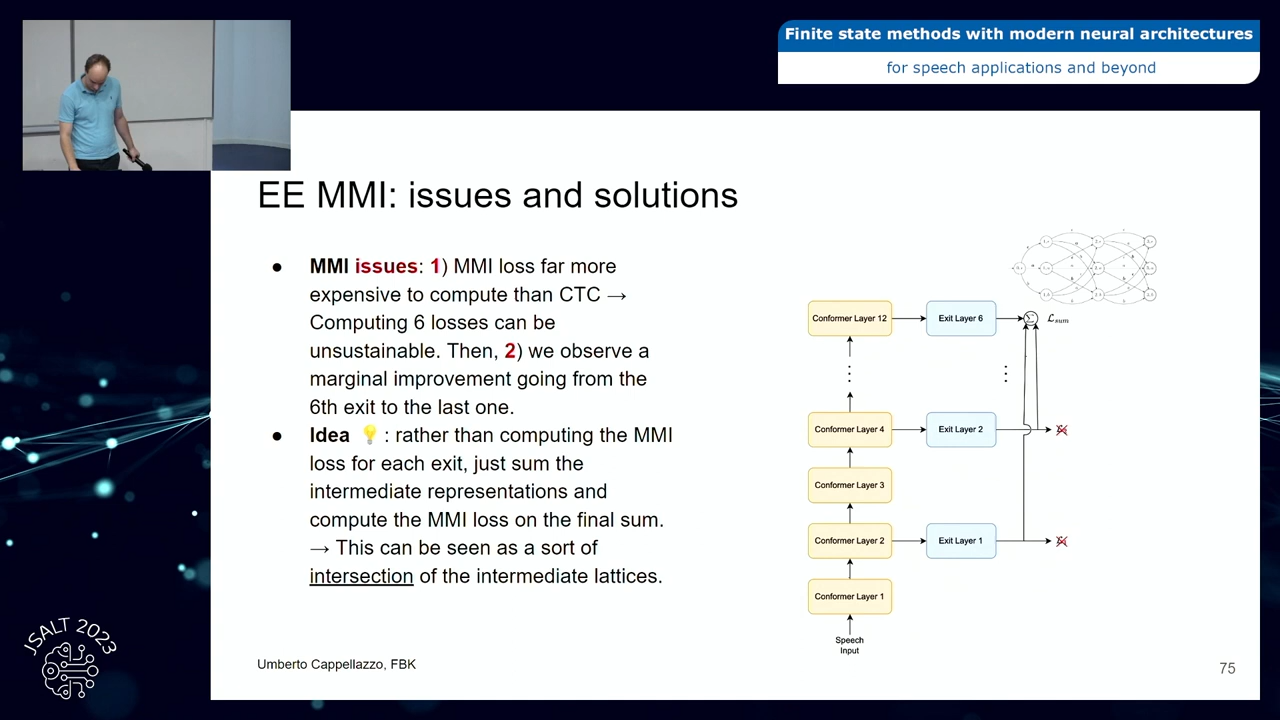 Finite state methods with modern neural architectures
for speech applications and beyond
EE MMI: issues and solutions
● MMI issues: 1) MMI loss far more
expensive to compute than CTC →
Computing 6 losses can be
unsustainable. Then, 2) we observe a
marginal improvement going from the
6th exit to the last one.
● Idea 💡 : rather than computing the MMI
loss for each exit, just sum the
intermediate representations and
compute the MMI loss on the final sum.
→ This can be seen as a sort of
intersection of the intermediate lattices.
Conformer Layer 12
Exit Layer 6
Σ
ℒsum
Conformer Layer 4
Exit Layer 2
Conformer Layer 3
Conformer Layer 2
Exit Layer 1
Conformer Layer 1
Speech
Input
JSALT 2023
Umberto Cappellazzo, FBK
75